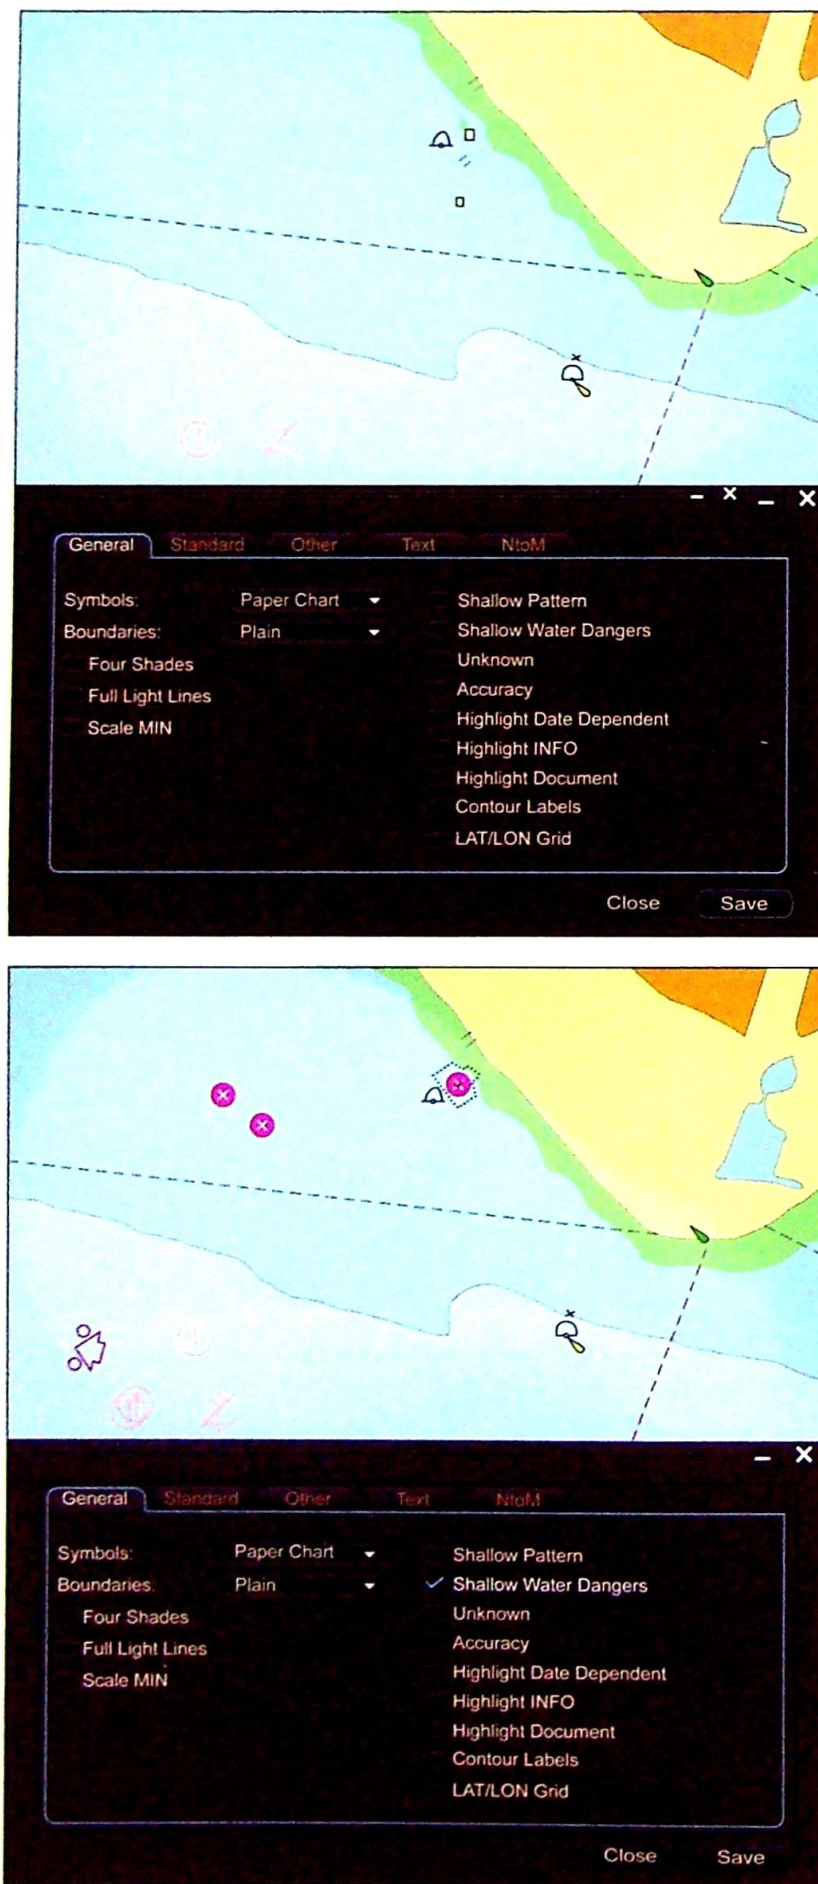 General Standard Other Text NtoM
Symbols: Paper Chart
Boundaries: Plain
Four Shades
Full Light Lines
Scale MIN
Shallow Pattern
Shallow Water Dangers
Unknown
Accuracy
Highlight Date Dependent
Highlight INFO
Highlight Document
Contour Labels
LAT/LON Grid
Close Save
General Standard Other Text NtoM
Symbols: Paper Chart
Boundaries: Plain
Four Shades
Full Light Lines
Scale MIN
Shallow Pattern
Shallow Water Dangers
Unknown
Accuracy
Highlight Date Dependent
Highlight INFO
Highlight Document
Contour Labels
LAT/LON Grid
Close Save